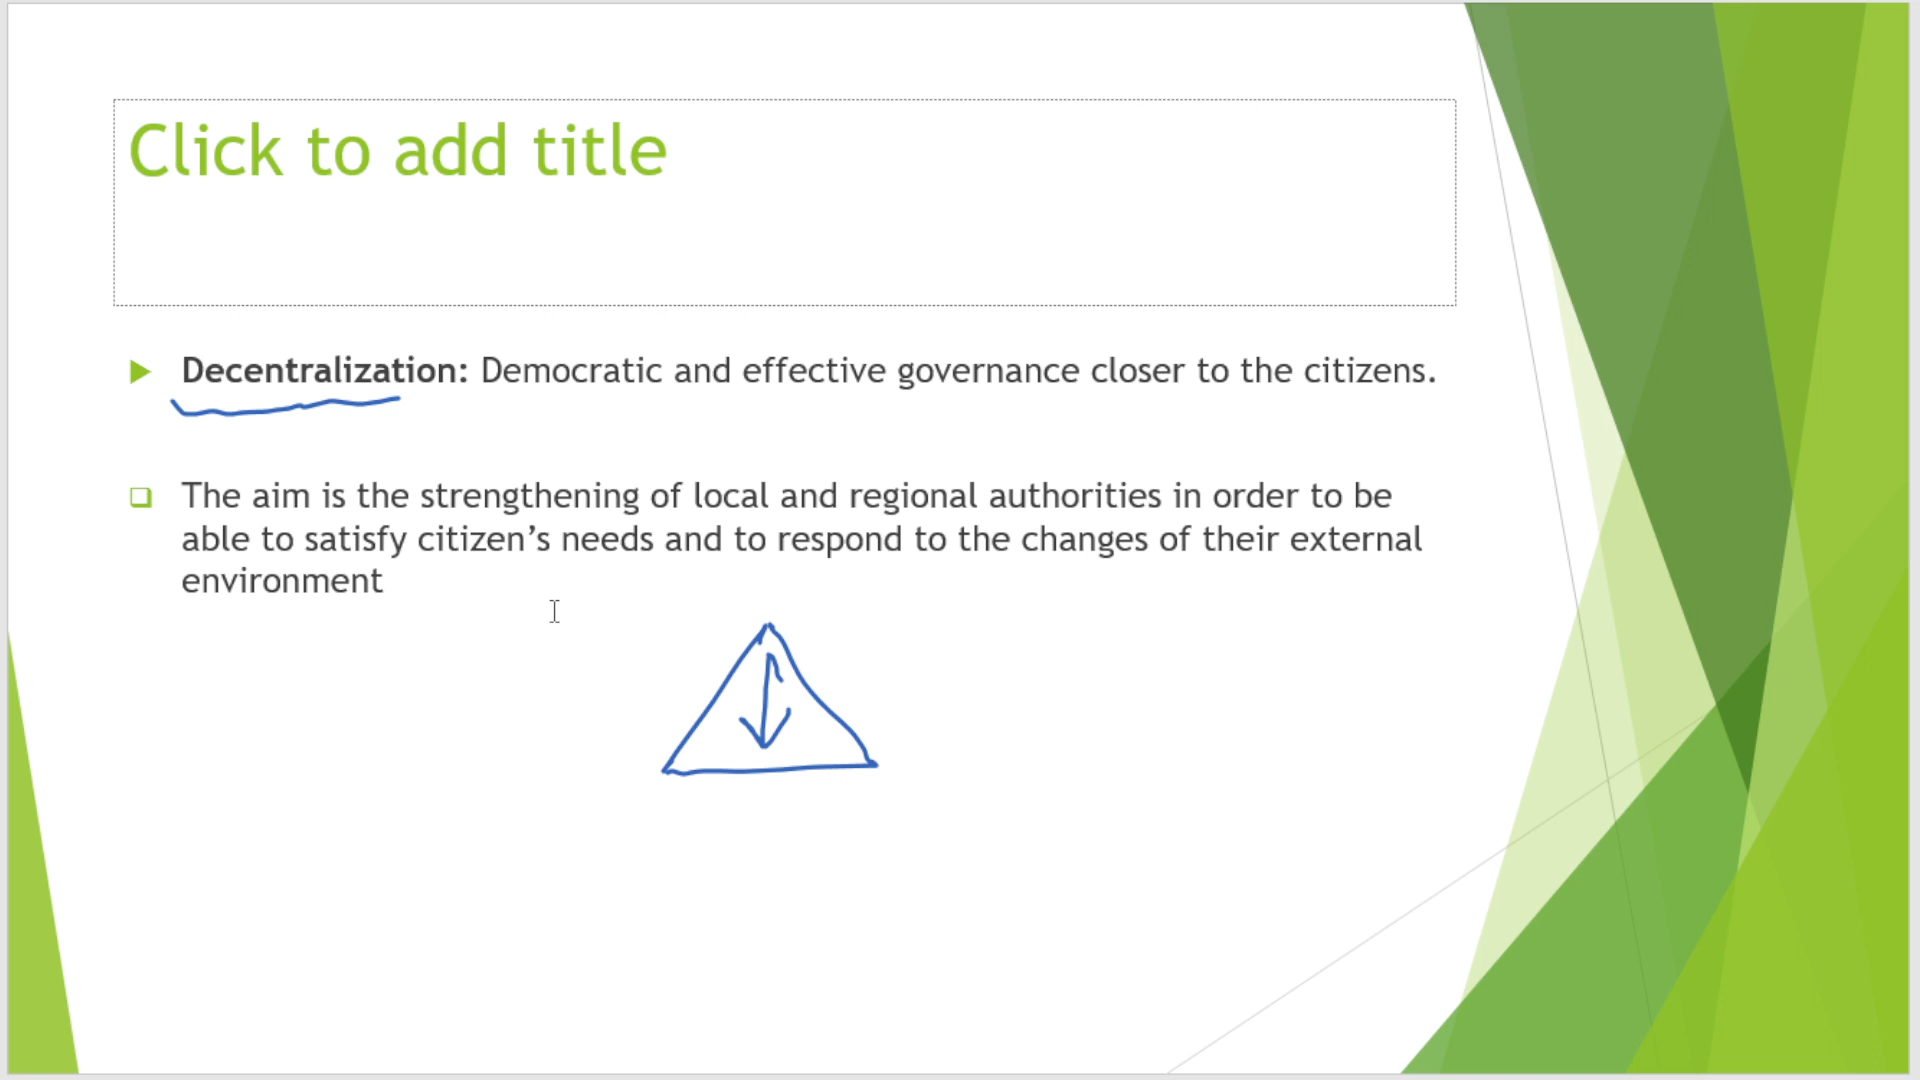 Click to add title
Decentralization: Democratic and effective governance closer to the citizens.
The aim is the strengthening of local and regional authorities in order to be
able to satisfy citizen’s needs and to respond to the changes of their external
environment